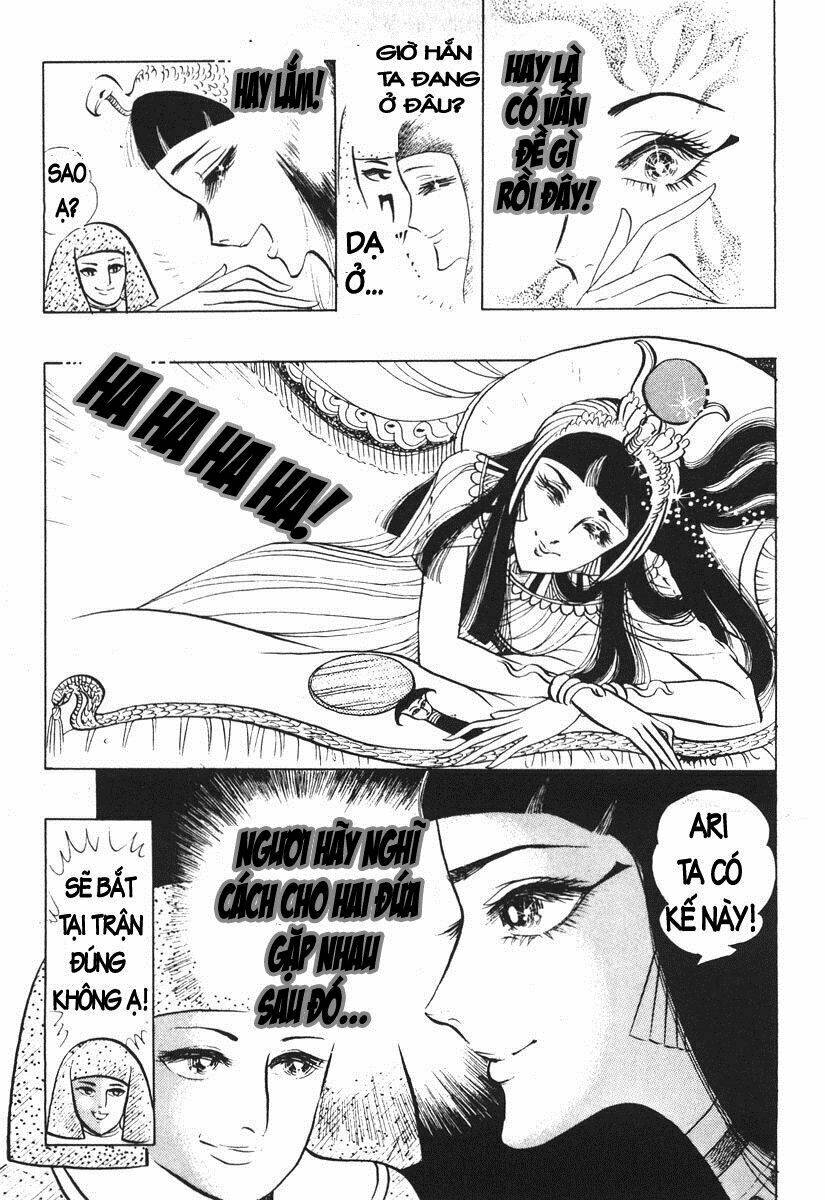 HAY LÀ
CÓ VẤN
ĐỀ GÌ
RỒI ĐÂY!
GIỜ HẮN
TA ĐANG
Ở ĐÂU?
DẠ
Ở...
HAY LẮM!
SAO
Ạ?
HA HA HA HA!
ARI
TA CÓ
KẾ NÀY!
NGƯƠI HÃY NGHĨ
CÁCH CHO HAI ĐỨA
GẶP NHAU
SAU ĐÓ...
SẼ BẮT
TẠI TRẬN
ĐÚNG
KHÔNG Ạ!